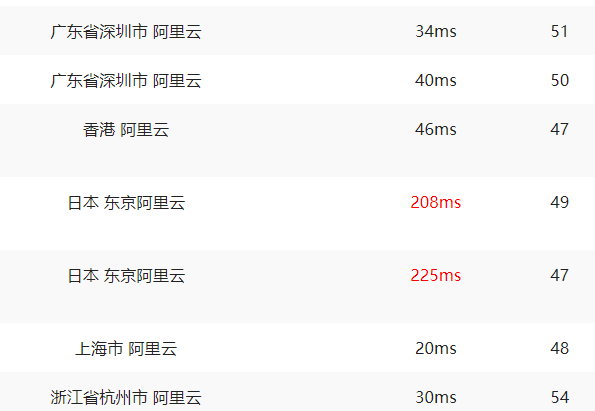 广东省深圳市 阿里云 34ms 51
广东省深圳市 阿里云 40ms 50
香港 阿里云 46ms 47
日本 东京阿里云 208ms 49
日本 东京阿里云 225ms 47
上海市 阿里云 20ms 48
浙江省杭州市 阿里云 30ms 54